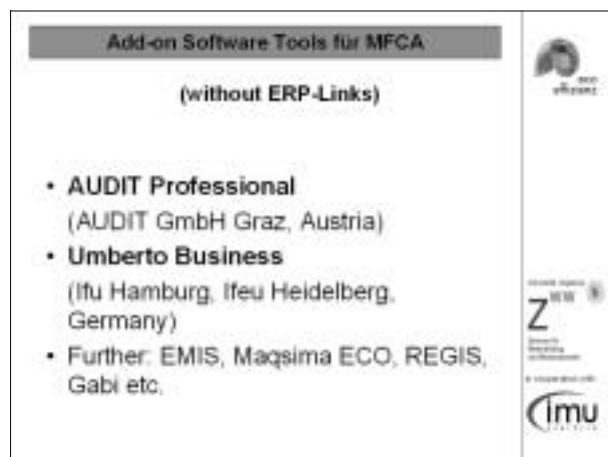 Add-on Software Tools für MFCA
(without ERP-Links)
• AUDIT Professional
(AUDIT GmbH Graz, Austria)
• Umberto Business
(Ifu Hamburg, Ifeu Heidelberg,
Germany)
• Further: EMIS, Maqsima ECO, REGIS,
Gabi etc.
eco
Z
imu